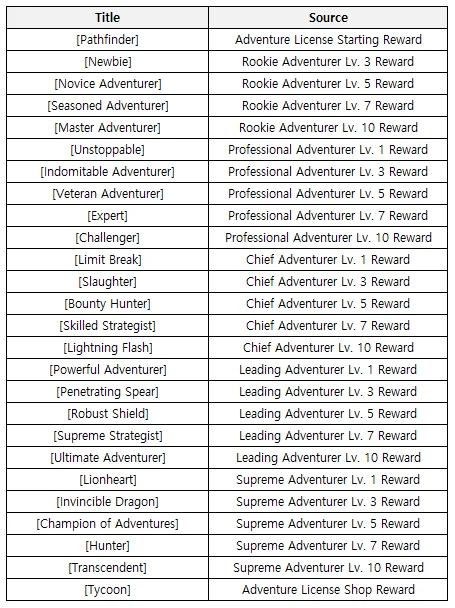 Title Source
[Pathfinder] Adventure License Starting Reward
[Newbie] Rookie Adventurer Lv. 3 Reward
[Novice Adventurer] Rookie Adventurer Lv. 5 Reward
[Seasoned Adventurer] Rookie Adventurer Lv. 7 Reward
[Master Adventurer] Rookie Adventurer Lv. 10 Reward
[Unstoppable] Professional Adventurer Lv. 1 Reward
[Indomitable Adventurer] Professional Adventurer Lv. 3 Reward
[Veteran Adventurer] Professional Adventurer Lv. 5 Reward
[Expert] Professional Adventurer Lv. 7 Reward
[Challenger] Professional Adventurer Lv. 10 Reward
[Limit Break] Chief Adventurer Lv. 1 Reward
[Slaughter] Chief Adventurer Lv. 3 Reward
[Bounty Hunter] Chief Adventurer Lv. 5 Reward
[Skilled Strategist] Chief Adventurer Lv. 7 Reward
[Lightning Flash] Chief Adventurer Lv. 10 Reward
[Powerful Adventurer] Leading Adventurer Lv. 1 Reward
[Penetrating Spear] Leading Adventurer Lv. 3 Reward
[Robust Shield] Leading Adventurer Lv. 5 Reward
[Supreme Strategist] Leading Adventurer Lv. 7 Reward
[Ultimate Adventurer] Leading Adventurer Lv. 10 Reward
[Lionheart] Supreme Adventurer Lv. 1 Reward
[Invincible Dragon] Supreme Adventurer Lv. 3 Reward
[Champion of Adventures] Supreme Adventurer Lv. 5 Reward
[Hunter] Supreme Adventurer Lv. 7 Reward
[Transcendent] Supreme Adventurer Lv. 10 Reward
[Tycoon] Adventure License Shop Reward